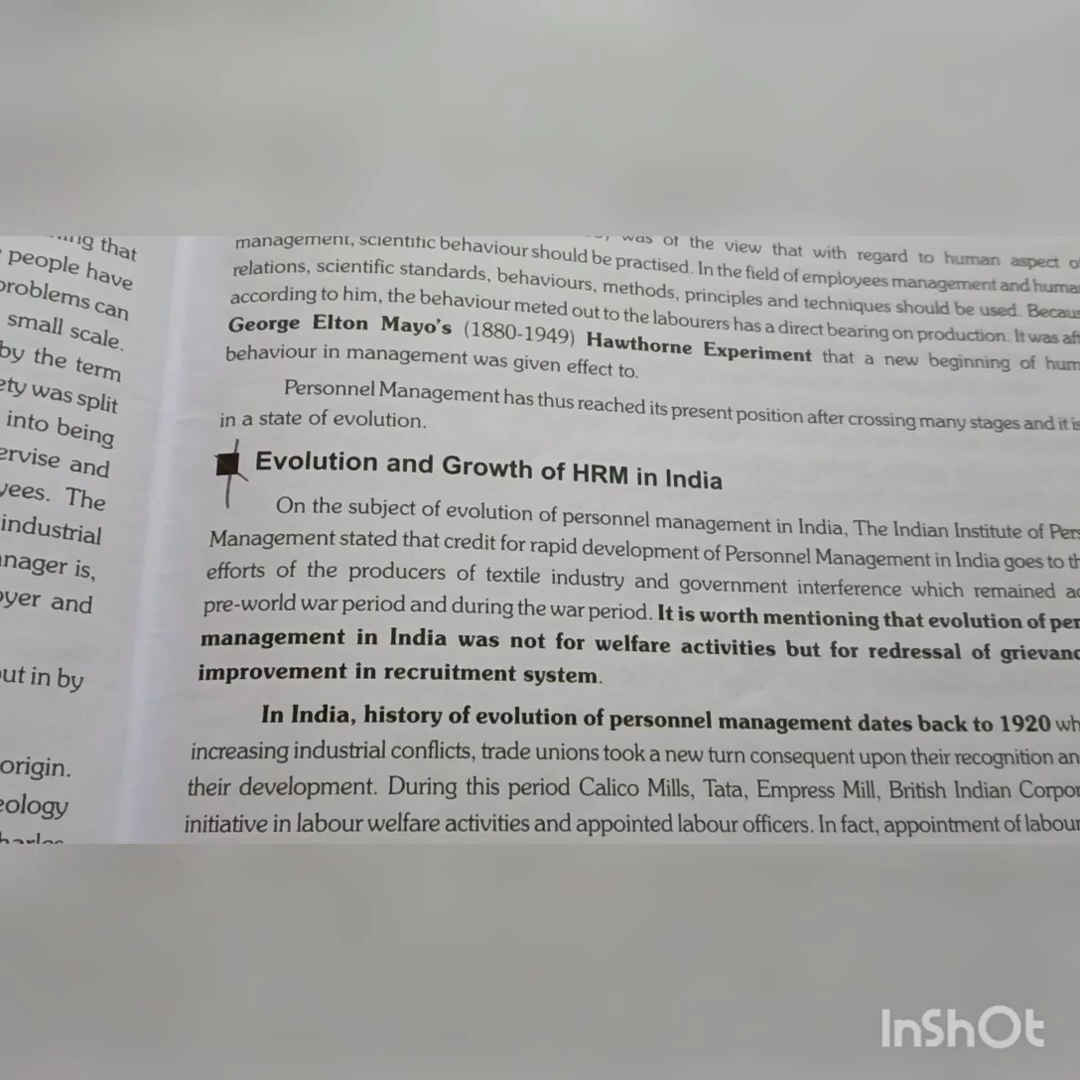 ing that
people have
problems can
small scale.
by the term
ety was split
into being
ervise and
yees. The
industrial
nager is,
oyer and
out in by
origin.
eology
was of the view that with regard to human aspect of
management, scientific behaviour should be practised. In the field of employees management and huma
relations, scientific standards, behaviours, methods, principles and techniques should be used. Becaus
according to him, the behaviour meted out to the labourers has a direct bearing on production. It was aft
George Elton Mayo's (1880-1949) Hawthorne Experiment that a new beginning of hum
behaviour in management was given effect to.
Personnel Management has thus reached its present position after crossing many stages and it is
in a state of evolution.
Evolution and Growth of HRM in India
On the subject of evolution of personnel management in India, The Indian Institute of Pers
Management stated that credit for rapid development of Personnel Management in India goes to th
efforts of the producers of textile industry and government interference which remained ac
pre-world war period and during the war period. It is worth mentioning that evolution of per
management in India was not for welfare activities but for redressal of grievanc
improvement in recruitment system.
In India, history of evolution of personnel management dates back to 1920 wh
increasing industrial conflicts, trade unions took a new turn consequent upon their recognition an
their development. During this period Calico Mills, Tata, Empress Mill, British Indian Corpor
initiative in labour welfare activities and appointed labour officers. In fact, appointment of labour
InShOt